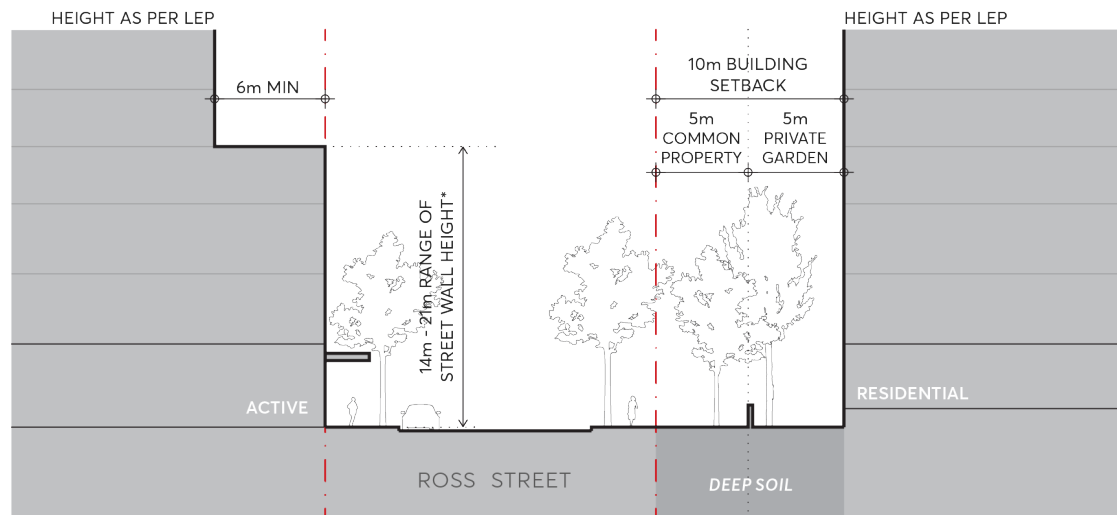 HEIGHT AS PER LEP
HEIGHT AS PER LEP
6m MIN
10m BUILDING
SETBACK
5m
COMMON
PROPERTY
5m
PRIVATE
GARDEN
14m - 21m RANGE OF
STREET WALL HEIGHT*
ACTIVE
RESIDENTIAL
ROSS STREET
DEEP SOIL